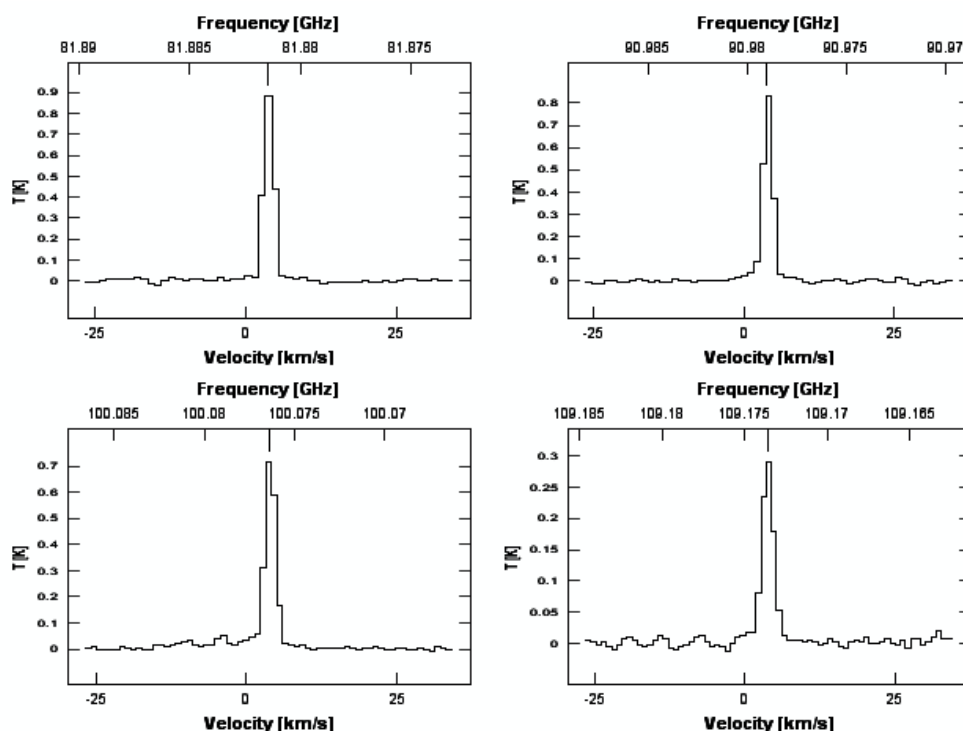 Frequency [GHz]
81.89 81.885 81.88 81.875
T [K]
0.9
0.8
0.7
0.6
0.5
0.4
0.3
0.2
0.1
0
-25 0 25
Velocity [km/s]
Frequency [GHz]
90.985 90.98 90.975 90.97
T [K]
0.8
0.7
0.6
0.5
0.4
0.3
0.2
0.1
0
-25 0 25
Velocity [km/s]
Frequency [GHz]
100.085 100.08 100.075 100.07
T [K]
0.7
0.6
0.5
0.4
0.3
0.2
0.1
0
-25 0 25
Velocity [km/s]
Frequency [GHz]
109.185 109.18 109.175 109.17 109.165
T [K]
0.3
0.25
0.2
0.15
0.1
0.05
0
-25 0 25
Velocity [km/s]